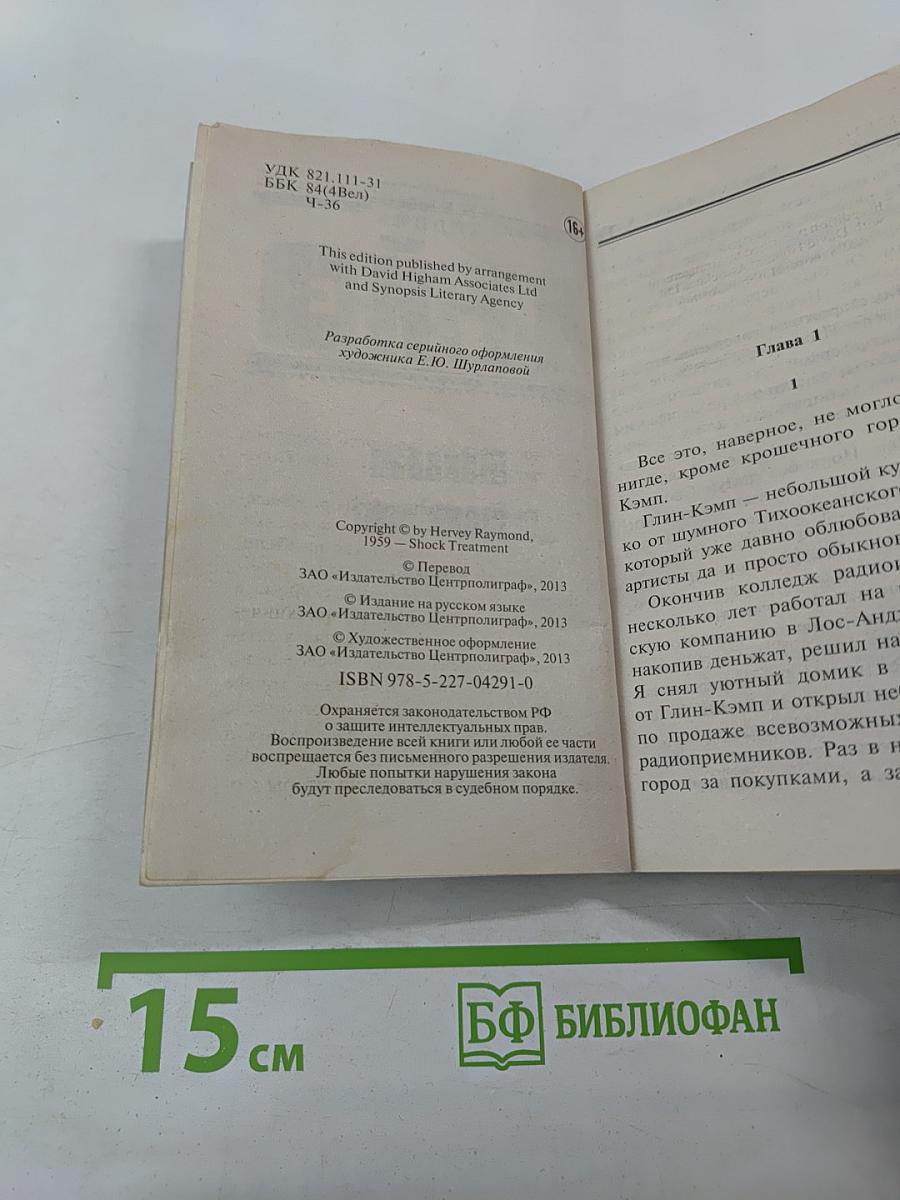 УДК 821.111-31
ББК 84(4Вел)
Ч-36
16+
This edition published by arrangement
with David Higham Associates Ltd
and Synopsis Literary Agency
Разработка серийного оформления
художника Е.Ю. Шурлаповой
Copyright © by Hervey Raymond,
1959 — Shock Treatment
© Перевод
ЗАО «Издательство Центрполиграф», 2013
© Издание на русском языке
ЗАО «Издательство Центрполиграф», 2013
© Художественное оформление
ЗАО «Издательство Центрполиграф», 2013
ISBN 978-5-227-04291-0
Охраняется законодательством РФ
о защите интеллектуальных прав.
Воспроизведение всей книги или любой ее части
воспрещается без письменного разрешения издателя.
Любые попытки нарушения закона
будут преследоваться в судебном порядке.
Глава 1
1
Все это, наверное, не могло
нигде, кроме крошечного гор
Кэмп.
Глин-Кэмп — небольшой ку
ко от шумного Тихоокеанского
который уже давно облюбова
артисты да и просто обыкнов
Окончив колледж радиои
несколько лет работал на
скую компанию в Лос-Андж
накопив деньжат, решил на
Я снял уютный домик в
от Глин-Кэмп и открыл неб
по продаже всевозможных
радиоприемников. Раз в н
город за покупками, а за
15 см
БФ БИБЛИОФАН